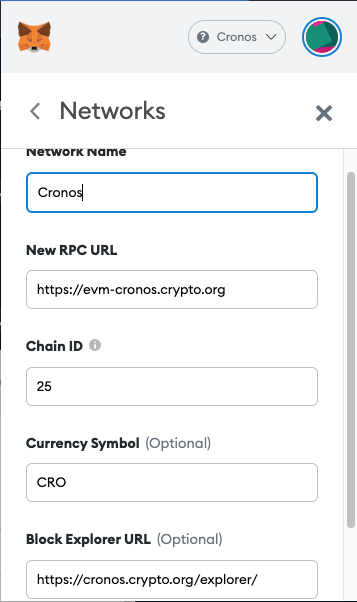 Cronos
Networks
Network Name
Cronos
New RPC URL
https://evm-cronos.crypto.org
Chain ID
25
Currency Symbol (Optional)
CRO
Block Explorer URL (Optional)
https://cronos.crypto.org/explorer/